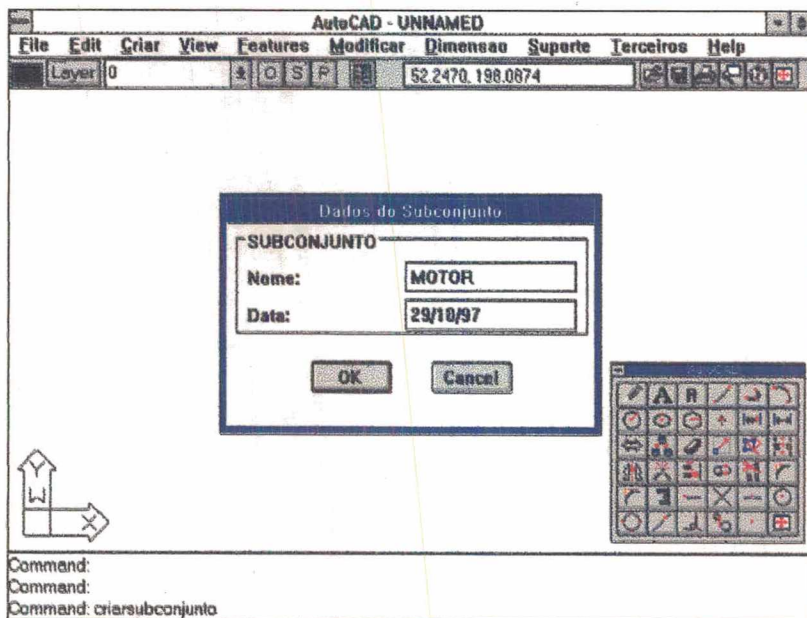 AutoCAD - UNNAMED
File Edit Criar View Features Modificar Dimensao Suporte Terceiros Help
Layer 0 O S P 52.2470, 198.0874
Dados do Subconjunto
SUBCONJUNTO
Nome: MOTOR
Data: 29/10/97
OK Cancel
AutoCAD
A R
Y
W
X
Command:
Command:
Command: criarsubconjunto